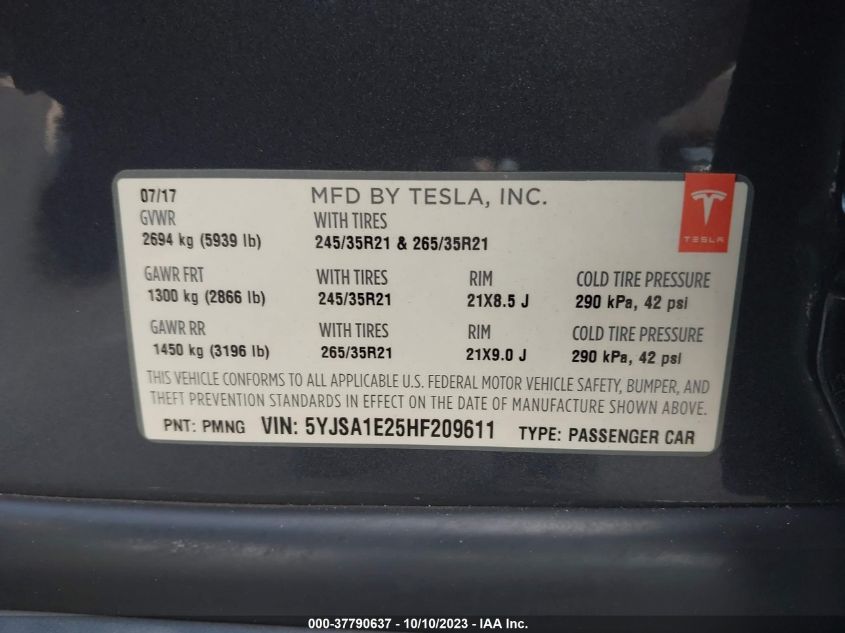 07/17 MFD BY TESLA, INC.
GVWR WITH TIRES
2694 kg (5939 lb) 245/35R21 & 265/35R21
TESLA
GAWR FRT WITH TIRES RIM COLD TIRE PRESSURE
1300 kg (2866 lb) 245/35R21 21X8.5 J 290 kPa, 42 psi
GAWR RR WITH TIRES RIM COLD TIRE PRESSURE
1450 kg (3196 lb) 265/35R21 21X9.0 J 290 kPa, 42 psi
THIS VEHICLE CONFORMS TO ALL APPLICABLE U.S. FEDERAL MOTOR VEHICLE SAFETY, BUMPER, AND
THEFT PREVENTION STANDARDS IN EFFECT ON THE DATE OF MANUFACTURE SHOWN ABOVE.
PNT: PMNG VIN: 5YJSA1E25HF209611 TYPE: PASSENGER CAR
000-37790637 - 10/10/2023 - IAA Inc.